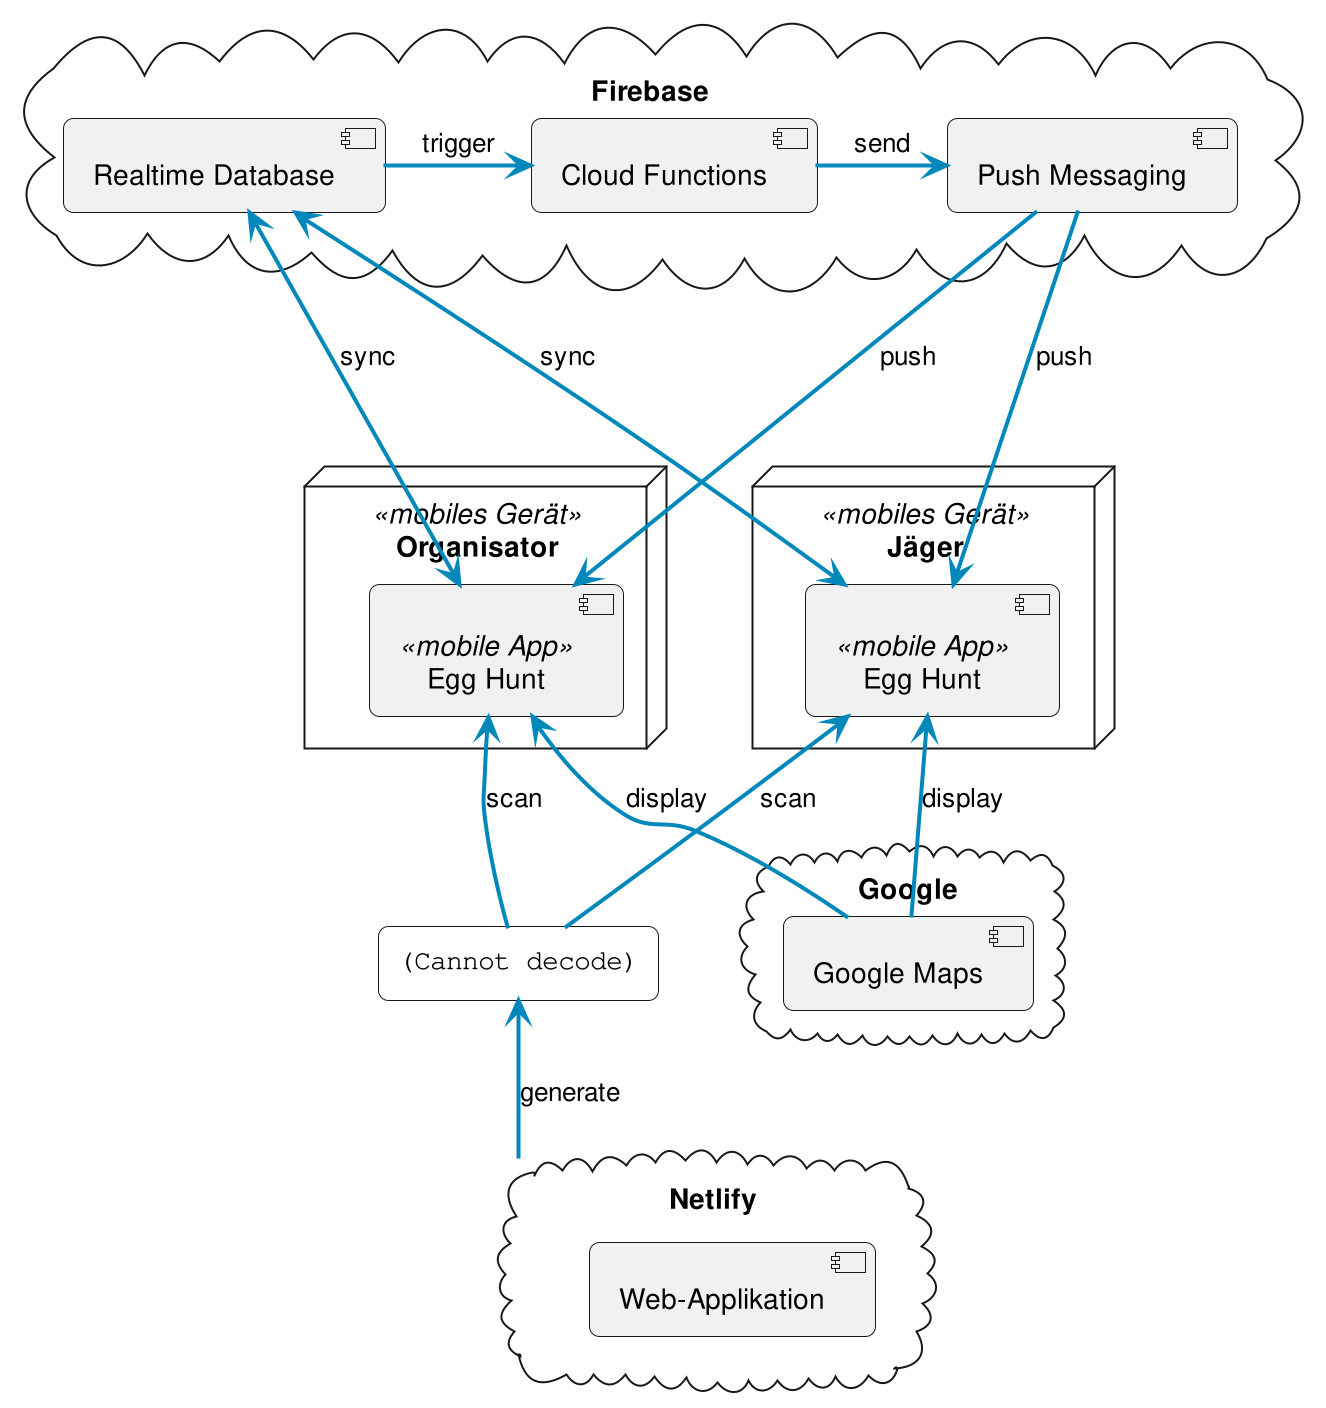 Firebase
Realtime Database
trigger
Cloud Functions
send
Push Messaging
sync
sync
push
push
«mobiles Gerät»
Organisator
«mobile App»
Egg Hunt
«mobiles Gerät»
Jäger
«mobile App»
Egg Hunt
scan
display
scan
display
(Cannot decode)
Google
Google Maps
generate
Netlify
Web-Applikation